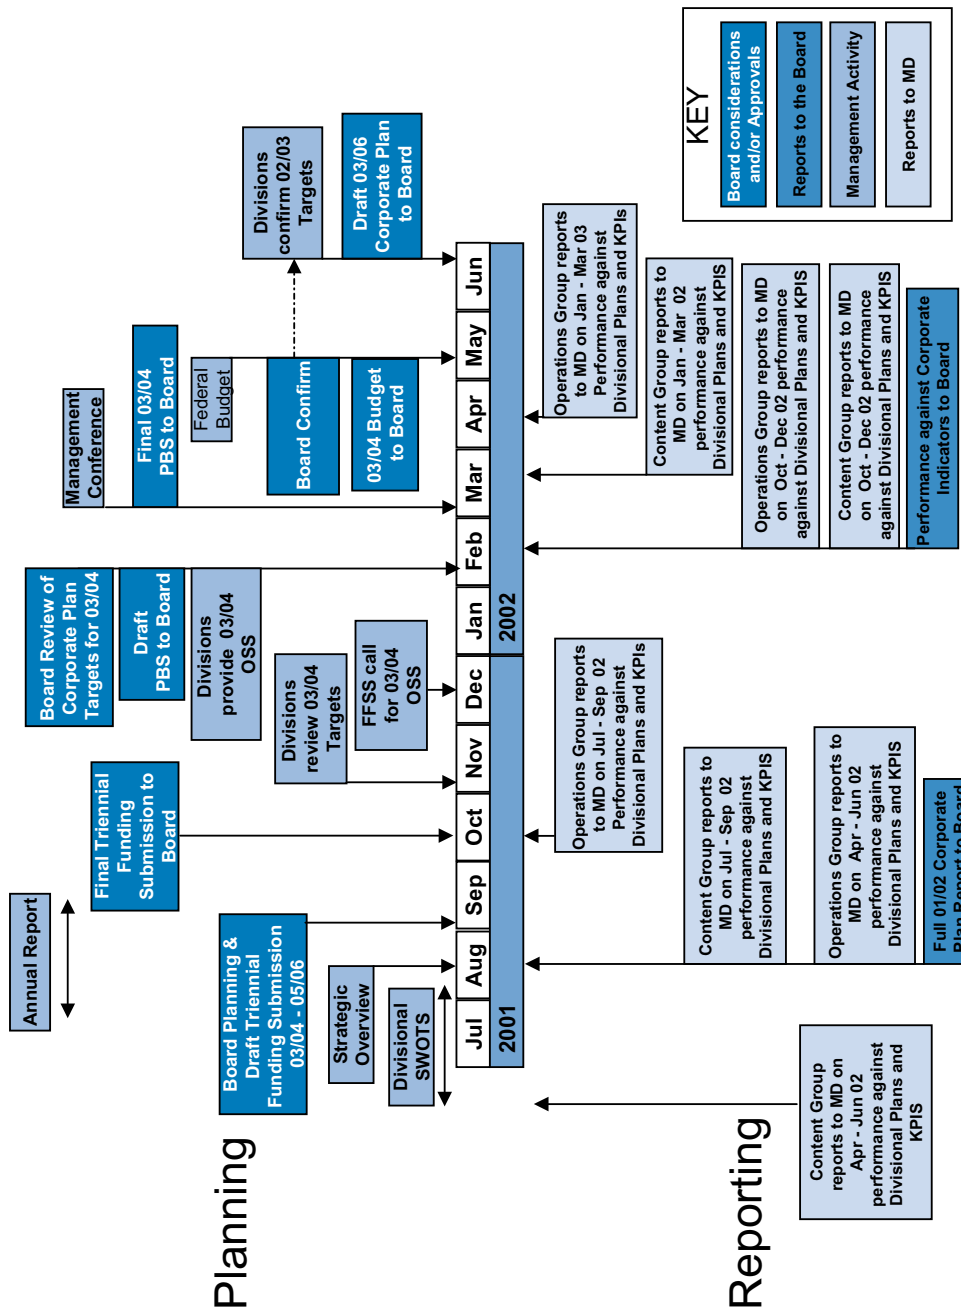 Annual Report
Management
Conference
Final Triennial
Funding
Submission to
Board
Board Review of
Corporate Plan
Targets for 03/04
Draft
PBS to Board
Divisions
provide 03/04
OSS
Final 03/04
PBS to Board
Federal
Budget
Divisions
confirm 02/03
Targets
Draft 03/06
Corporate Plan
to Board
Planning
Board Planning &
Draft Triennial
Funding Submission
03/04 - 05/06
Strategic
Overview
Divisional
SWOTS
Divisions
review 03/04
Targets
FFSS call
for 03/04
OSS
Board Confirm
03/04 Budget
to Board
Jul
Aug
Sep
Oct
Nov
Dec
Jan
Feb
Mar
Apr
May
Jun
2001
2002
Reporting
Content Group
reports to MD on
Apr - Jun 02
performance against
Divisional Plans and
KPIS
Operations Group reports
to MD on Jul - Sep 02
Performance against
Divisional Plans and KPIs
Content Group reports to
MD on Jul - Sep 02
performance against
Divisional Plans and KPIS
Operations Group reports to
MD on Apr - Jun 02
performance against
Divisional Plans and KPIS
Full 01/02 Corporate
Plan Report to Board
Operations Group reports
to MD on Jan - Mar 03
Performance against
Divisional Plans and KPIs
Content Group reports to
MD on Jan - Mar 02
performance against
Divisional Plans and KPIS
Operations Group reports to MD
on Oct - Dec 02 performance
against Divisional Plans and KPIS
Content Group reports to MD
on Oct - Dec 02 performance
against Divisional Plans and KPIS
Performance against Corporate
Indicators to Board
KEY
Board considerations
and/or Approvals
Reports to the Board
Management Activity
Reports to MD